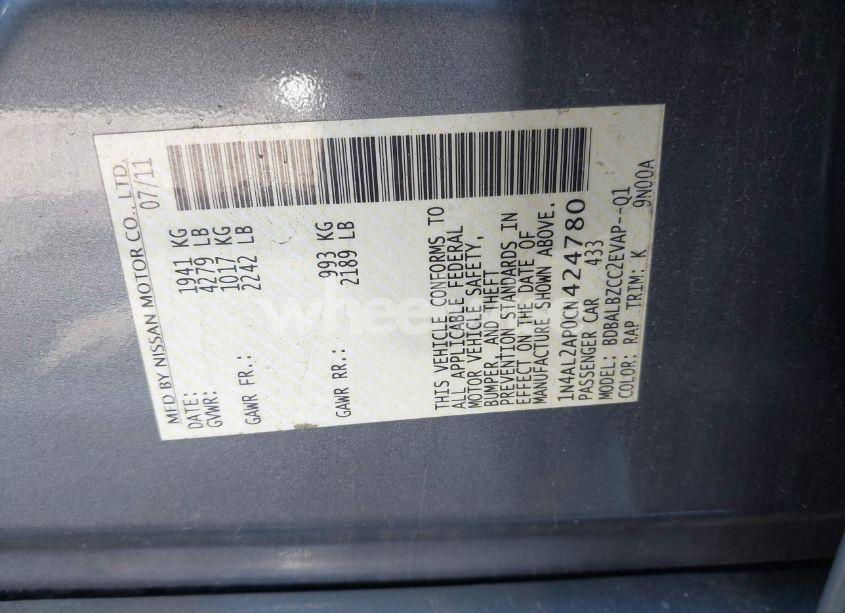 MFD BY NISSAN MOTOR CO., LTD.
DATE: 07/11
GVWR: 1941 KG
4279 LB
GAWR FR.: 1017 KG
2242 LB
GAWR RR.: 993 KG
2189 LB
THIS VEHICLE CONFORMS TO
ALL APPLICABLE FEDERAL
MOTOR VEHICLE SAFETY,
BUMPER AND THEFT
PREVENTION STANDARDS IN
EFFECT ON THE DATE OF
MANUFACTURE SHOWN ABOVE.
1N4AL2AP0CN424780
PASSENGER CAR 433
MODEL: BDBALBZCC2EVAP--Q1
COLOR: RAP TRIM: K 9N00A